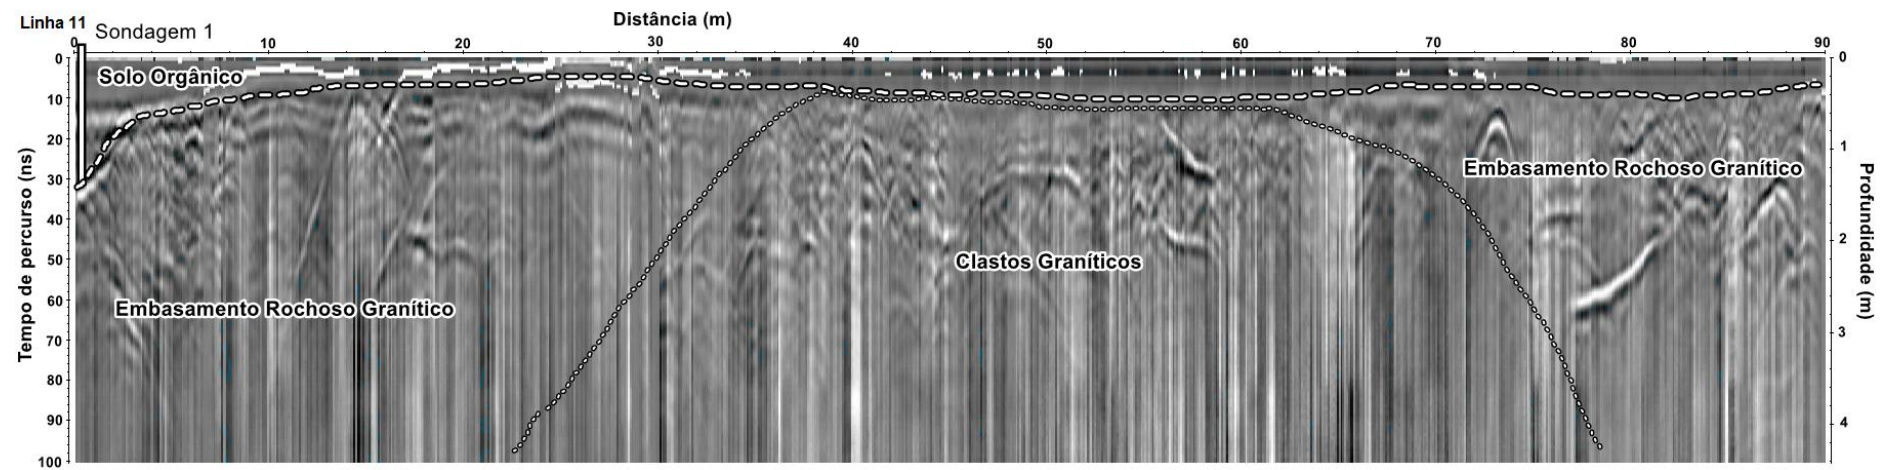 Linha 11
Sondagem 1
Distância (m)
0 10 20 30 40 50 60 70 80 90
Tempo de percurso (ns)
0
10
20
30
40
50
60
70
80
90
100
Solo Orgânico
Embasamento Rochoso Granítico
Clastos Graníticos
Embasamento Rochoso Granítico
0
1
2
3
4
Profundidade (m)